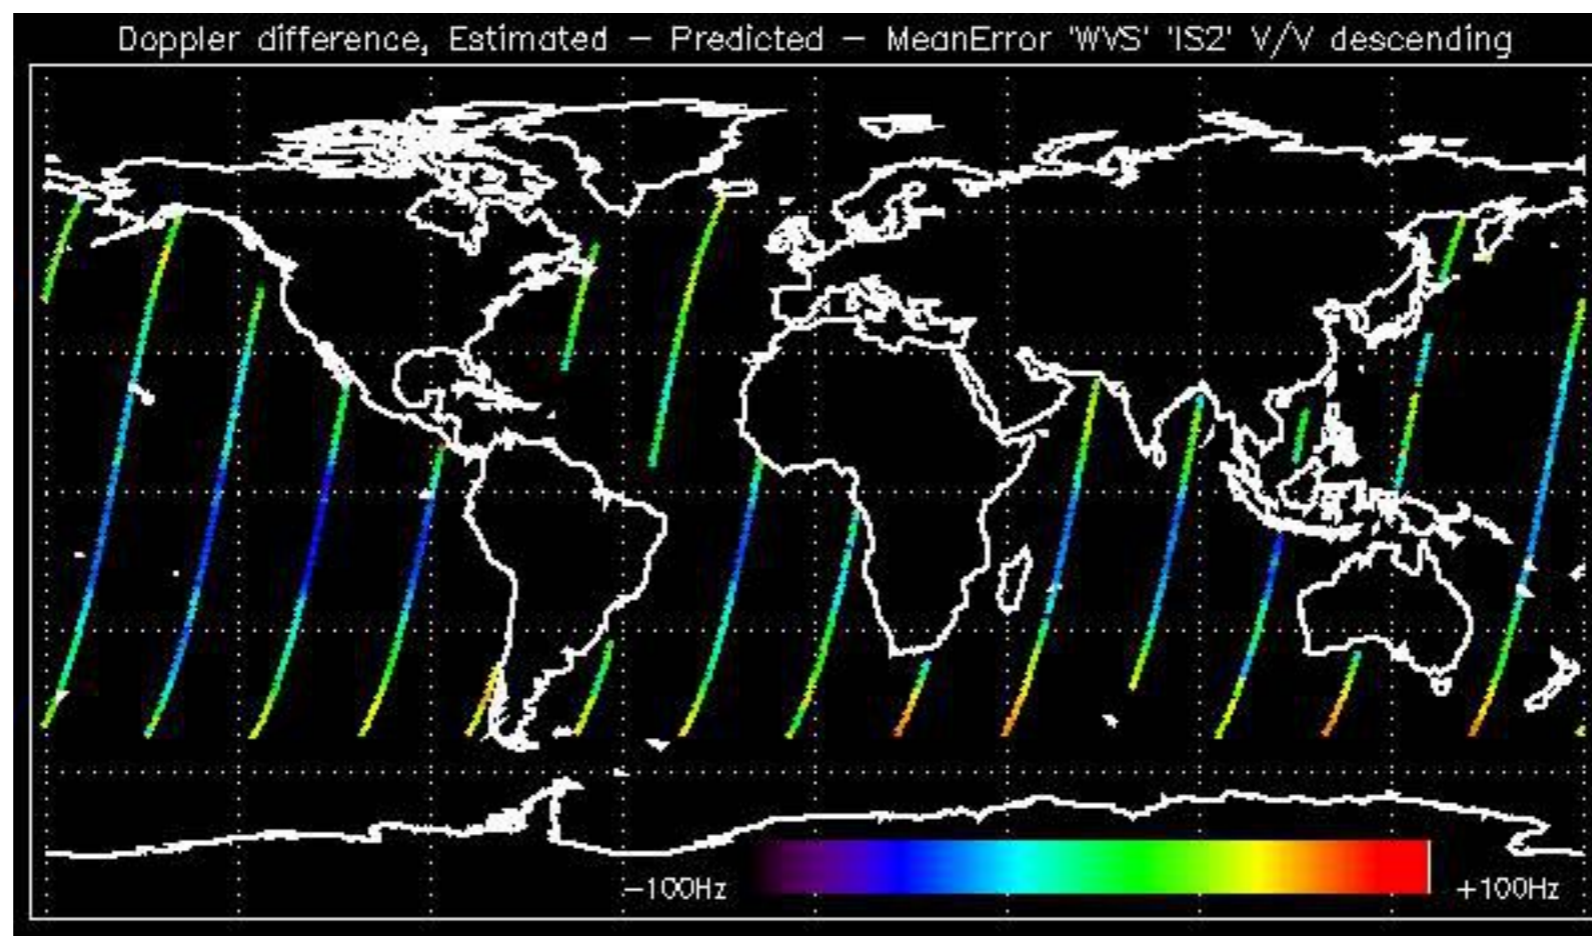 Doppler difference, Estimated – Predicted – MeanError 'WVS' 'IS2' V/V descending
–100Hz
+100Hz